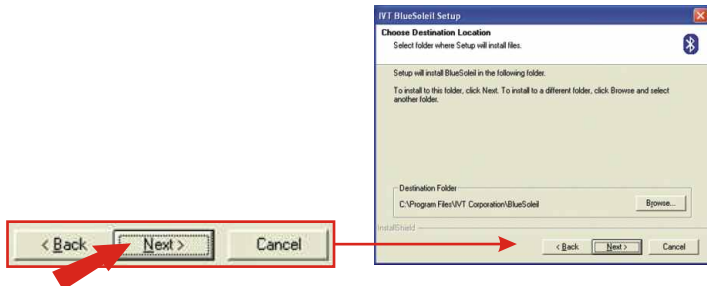 IVT BlueSoleil Setup
Choose Destination Location
Select folder where Setup will install files.
Setup will install BlueSoleil in the following folder.
To install to this folder, click Next. To install to a different folder, click Browse and select
another folder.
Destination Folder
C:\Program Files\IVT Corporation\BlueSoleil
Browse...
InstallShield
< Back
Next >
Cancel
< Back
Next >
Cancel